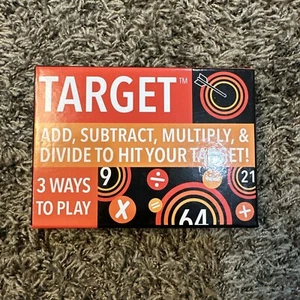 TARGET™
ADD, SUBTRACT, MULTIPLY, &
DIVIDE TO HIT YOUR TARGET!
3 WAYS
TO PLAY
9
÷
21
x
=
64
+